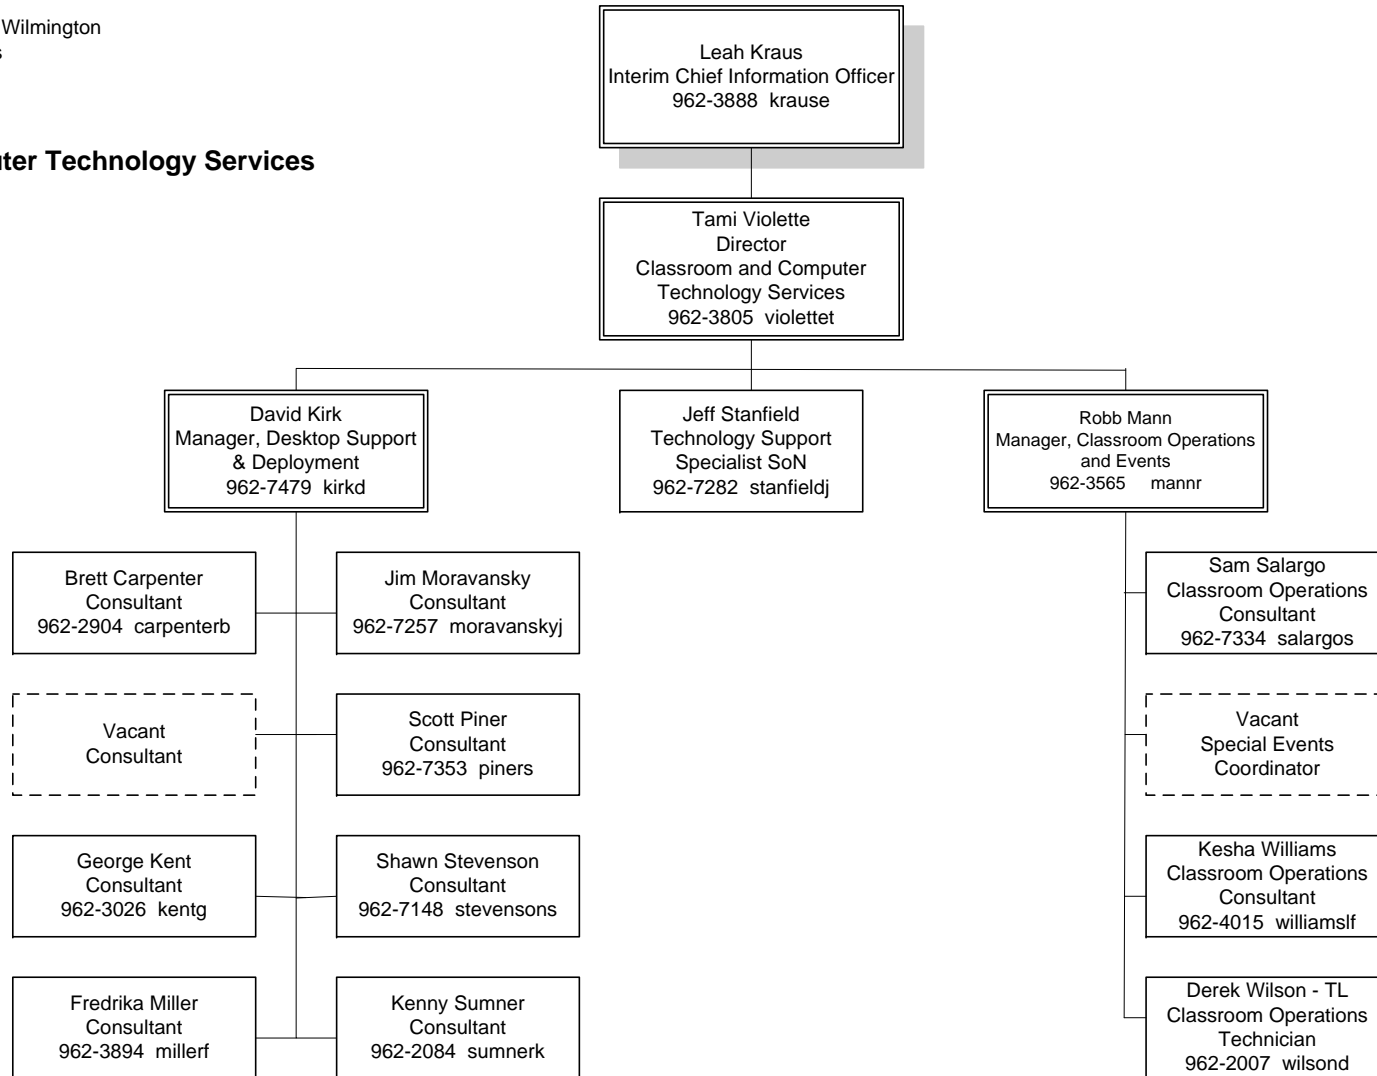 Wilmington
Leah Kraus
Interim Chief Information Officer
962-3888 krause
Computer Technology Services
Tami Violette
Director
Classroom and Computer
Technology Services
962-3805 violettet
David Kirk
Manager, Desktop Support
& Deployment
962-7479 kirkd
Jeff Stanfield
Technology Support
Specialist SoN
962-7282 stanfieldj
Robb Mann
Manager, Classroom Operations
and Events
962-3565 mannr
Brett Carpenter
Consultant
962-2904 carpenterb
Jim Moravansky
Consultant
962-7257 moravanskyj
Sam Salargo
Classroom Operations
Consultant
962-7334 salargos
Vacant
Consultant
Scott Piner
Consultant
962-7353 piners
Vacant
Special Events
Coordinator
George Kent
Consultant
962-3026 kentg
Shawn Stevenson
Consultant
962-7148 stevensons
Kesha Williams
Classroom Operations
Consultant
962-4015 williamslf
Fredrika Miller
Consultant
962-3894 millerf
Kenny Sumner
Consultant
962-2084 sumnerk
Derek Wilson - TL
Classroom Operations
Technician
962-2007 wilsond